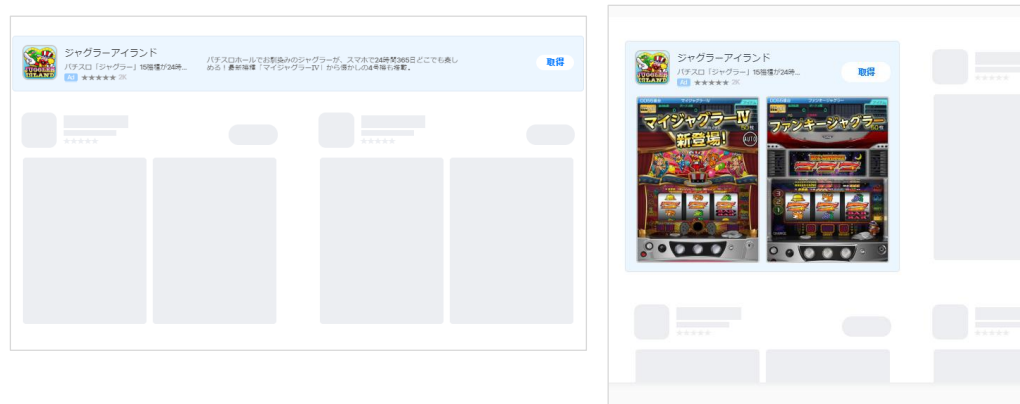 ジャグラーアイランド
パチスロ「ジャグラー」15機種が24時...
Ad ★★★★★ 2K
パチスロホールでお馴染みのジャグラーが、スマホで24時間365日どこでも楽し
める！最新機種「マイジャグラーIV」から懐かしの4号機も搭載。
取得
JUGGLER
ISLAND
ジャグラーアイランド
パチスロ「ジャグラー」15機種が24時...
Ad ★★★★★ 2K
取得
JUGGLER
ISLAND
マイジャグラーIV
新登場!
AUTO
ファンキージャグラー